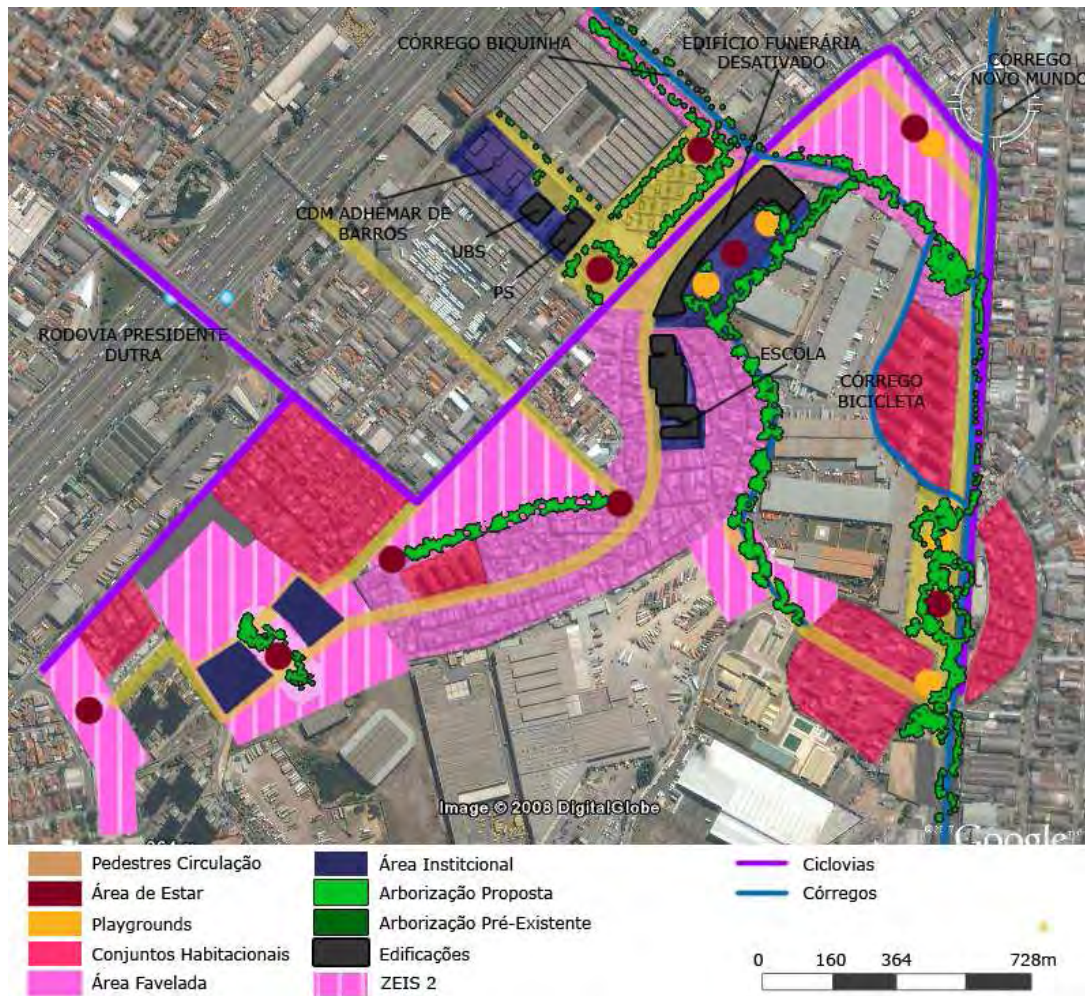 CÓRREGO BIQUINHA
EDIFÍCIO FUNERÁRIA
DESATIVADO
CÓRREGO
NOVO MUNDO
CDM ADHEMAR DE
BARROS
UBS
PS
RODOVIA PRESIDENTE
DUTRA
ESCOLA
CÓRREGO
BICICLETA
Image © 2008 DigitalGlobe
Google
Pedestres Circulação
Área de Estar
Playgrounds
Conjuntos Habitacionais
Área Favelada
Área Institcional
Arborização Proposta
Arborização Pré-Existente
Edificações
ZEIS 2
Ciclovias
Córregos
0 160 364 728m